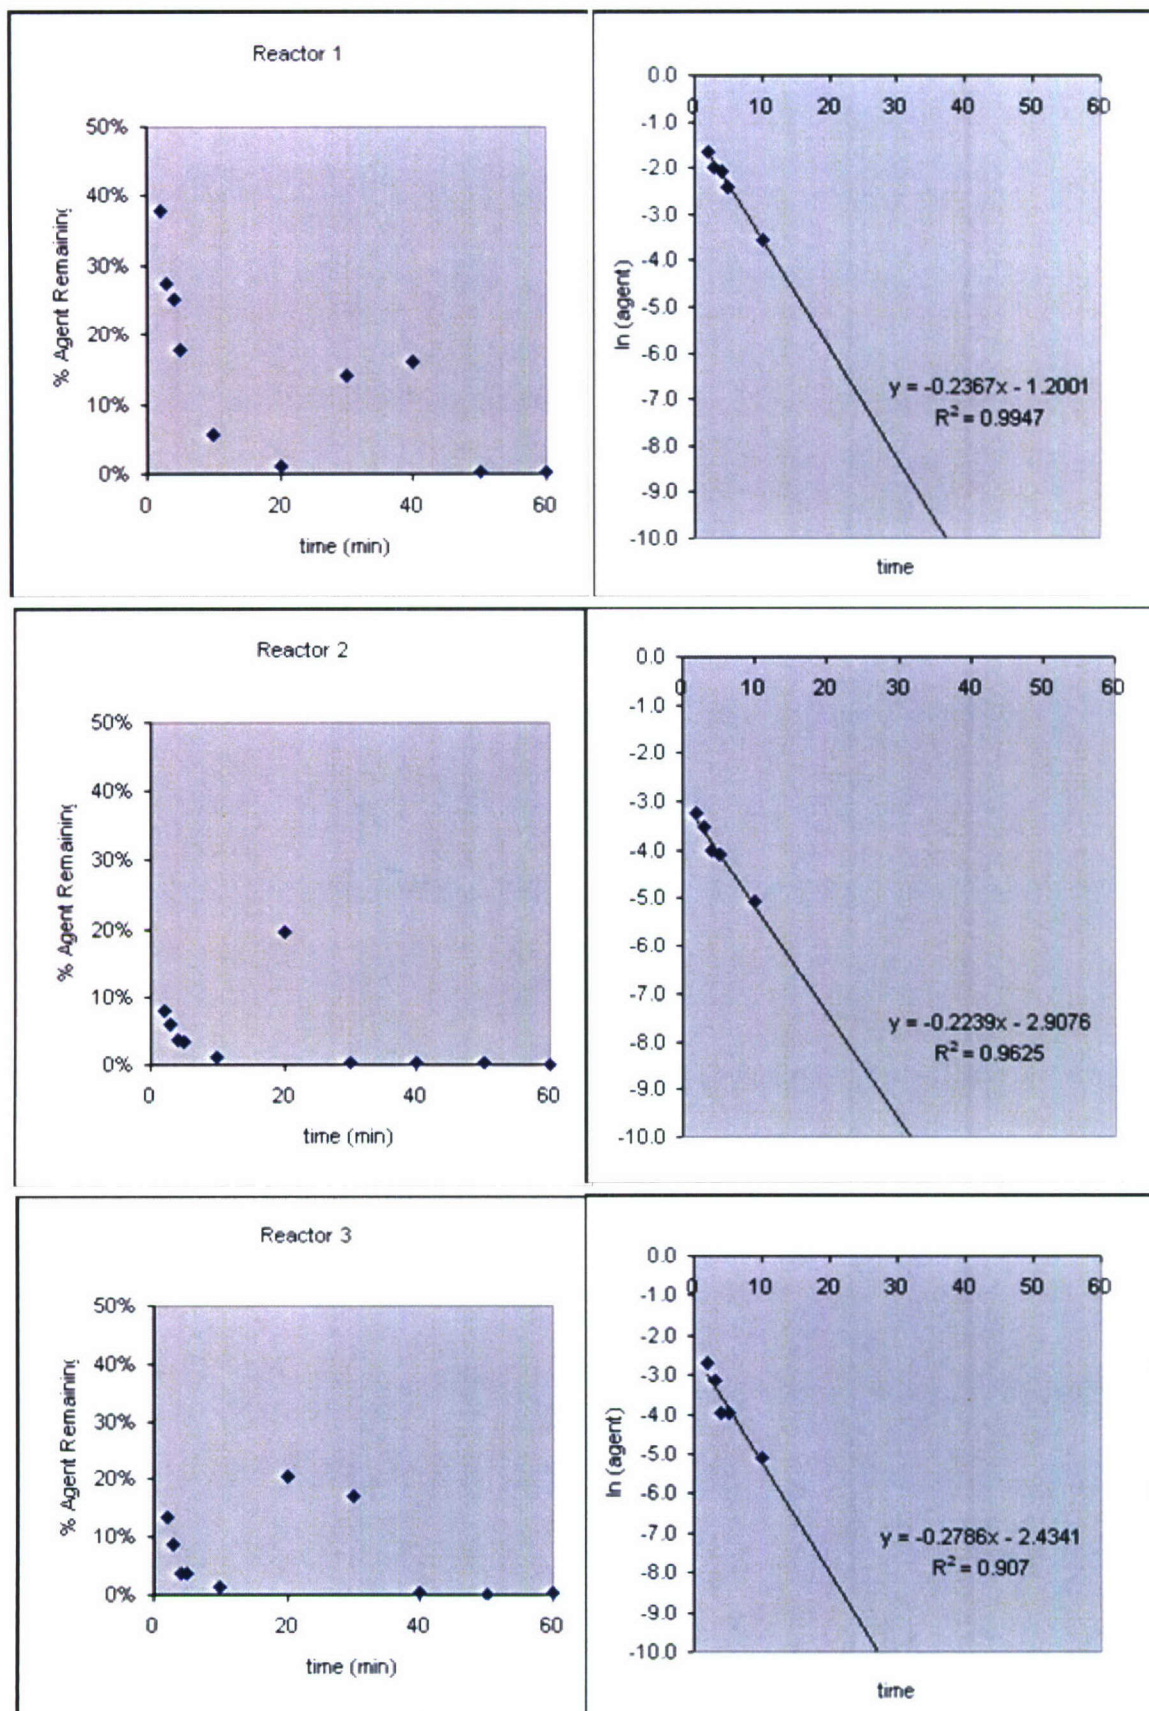 Reactor 1
50%
40%
30%
20%
10%
0%
0 20 40 60
% Agent Remaining
time (min)
0.0
0 10 20 30 40 50 60
-1.0
-2.0
-3.0
-4.0
-5.0
-6.0
-7.0
-8.0
-9.0
-10.0
ln (agent)
y = -0.2367x - 1.2001
R² = 0.9947
time
Reactor 2
50%
40%
30%
20%
10%
0%
0 20 40 60
% Agent Remaining
time (min)
0.0
0 10 20 30 40 50 60
-1.0
-2.0
-3.0
-4.0
-5.0
-6.0
-7.0
-8.0
-9.0
-10.0
y = -0.2239x - 2.9076
R² = 0.9625
Reactor 3
50%
40%
30%
20%
10%
0%
0 20 40 60
% Agent Remaining
time (min)
0.0
0 10 20 30 40 50 60
-1.0
-2.0
-3.0
-4.0
-5.0
-6.0
-7.0
-8.0
-9.0
-10.0
ln (agent)
y = -0.2786x - 2.4341
R² = 0.907
time